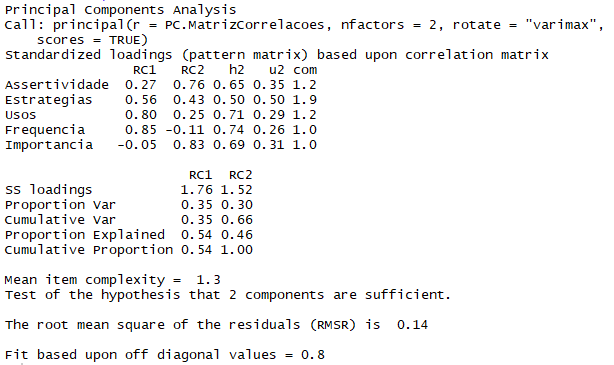 Principal Components Analysis
Call: principal(r = PC.MatrizCorrelacoes, nfactors = 2, rotate = "varimax",
    scores = TRUE)
Standardized loadings (pattern matrix) based upon correlation matrix
                RC1   RC2   h2   u2 com
Assertividade  0.27  0.76 0.65 0.35 1.2
Estrategias    0.56  0.43 0.50 0.50 1.9
Usos           0.80  0.25 0.71 0.29 1.2
Frequencia     0.85 -0.11 0.74 0.26 1.0
Importancia   -0.05  0.83 0.69 0.31 1.0

                       RC1  RC2
SS loadings           1.76 1.52
Proportion Var        0.35 0.30
Cumulative Var        0.35 0.66
Proportion Explained  0.54 0.46
Cumulative Proportion 0.54 1.00

Mean item complexity =  1.3
Test of the hypothesis that 2 components are sufficient.

The root mean square of the residuals (RMSR) is  0.14

Fit based upon off diagonal values = 0.8